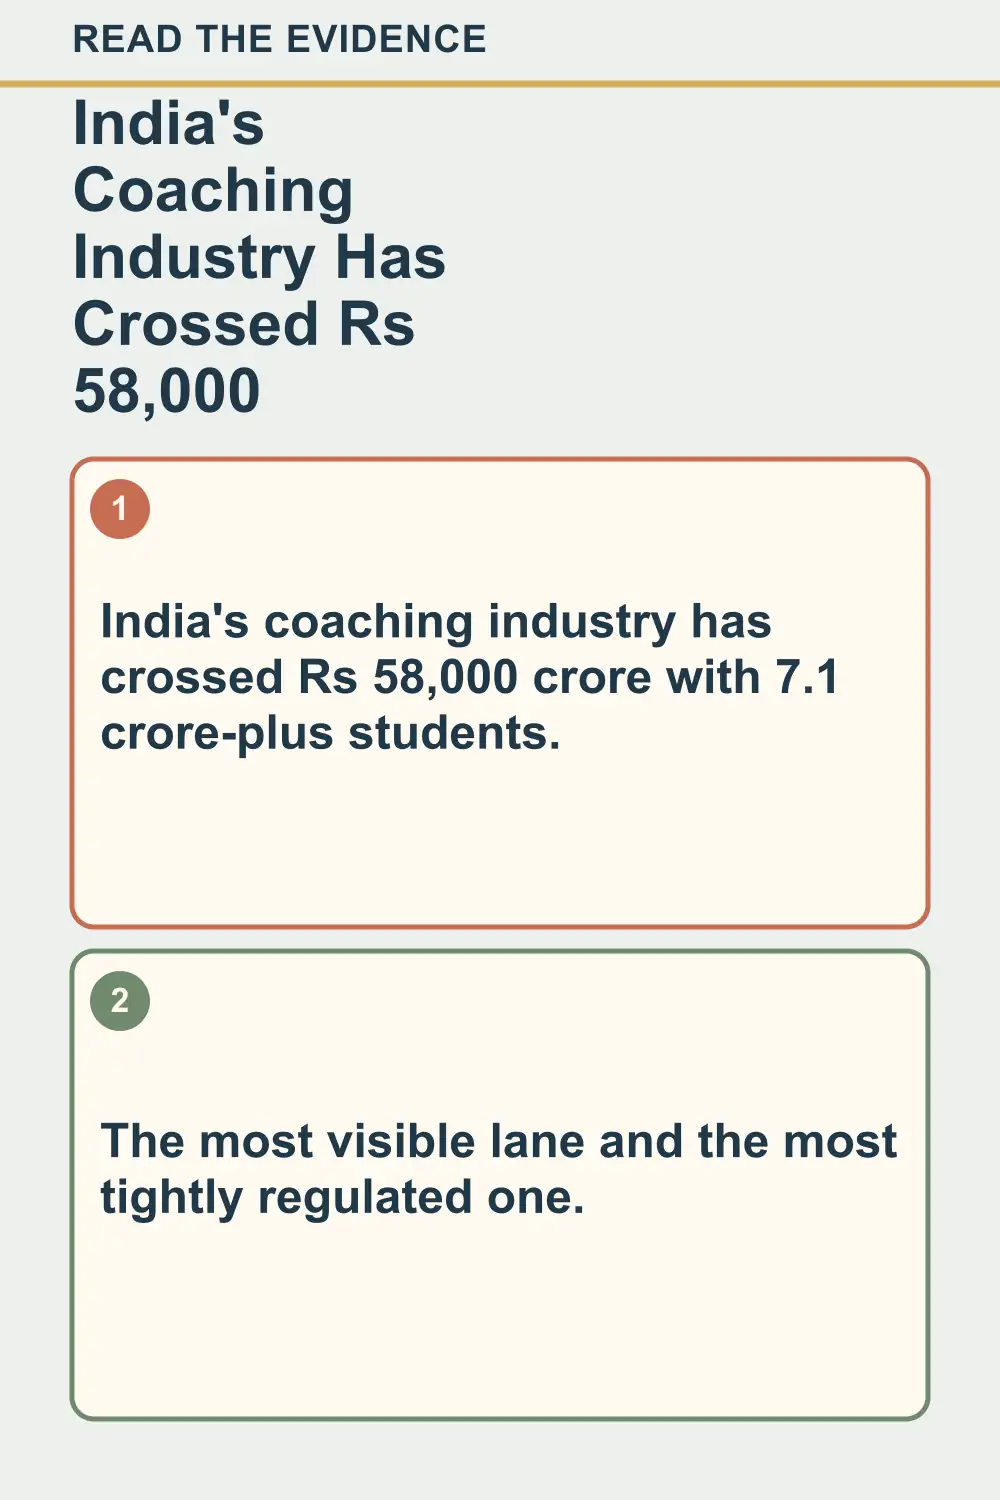 READ THE EVIDENCE
India's
Coaching
Industry Has
Crossed Rs
58,000
1
India's coaching industry has
crossed Rs 58,000 crore with 7.1
crore-plus students.
2
The most visible lane and the most
tightly regulated one.